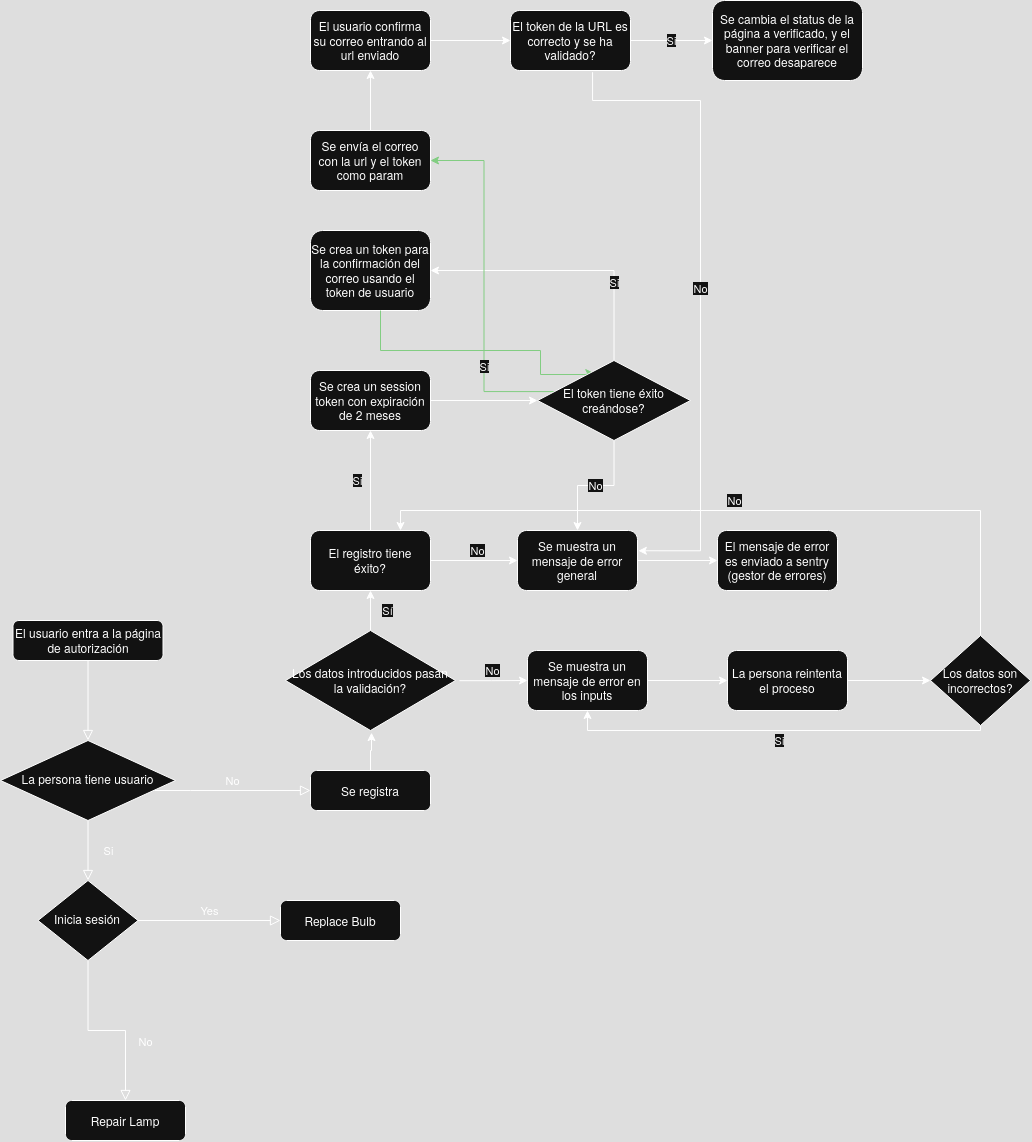 El usuario confirma
su correo entrando al
url enviado
El token de la URL es
correcto y se ha
validado?
Sí
Se cambia el status de la
página a verificado, y el
banner para verificar el
correo desaparece
Se envía el correo
con la url y el token
como param
Se crea un token para
la confirmación del
correo usando el
token de usuario
Sí
No
Sí
Se crea un session
token con expiración
de 2 meses
El token tiene éxito
creándose?
Sí
No
No
El registro tiene
éxito?
No
Se muestra un
mensaje de error
general
El mensaje de error
es enviado a sentry
(gestor de errores)
Sí
El usuario entra a la página
de autorización
Los datos introducidos pasan
la validación?
No
Se muestra un
mensaje de error en
los inputs
La persona reintenta
el proceso
Los datos son
incorrectos?
Sí
La persona tiene usuario
No
Se registra
Sí
Inicia sesión
Yes
Replace Bulb
No
Repair Lamp